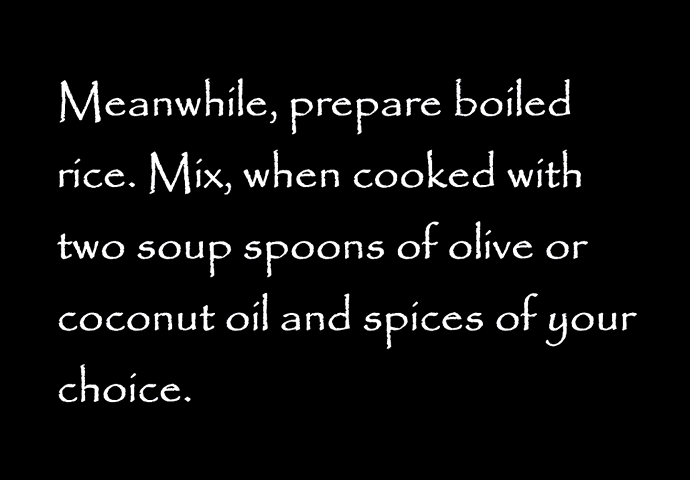 Meanwhile, prepare boiled
rice. Mix, when cooked with
two soup spoons of olive or
coconut oil and spices of your
choice.